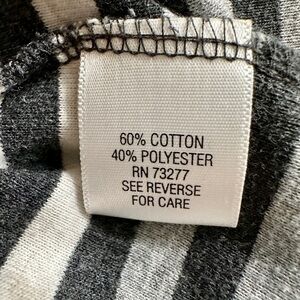 60% COTTON
40% POLYESTER
RN 73277
SEE REVERSE
FOR CARE